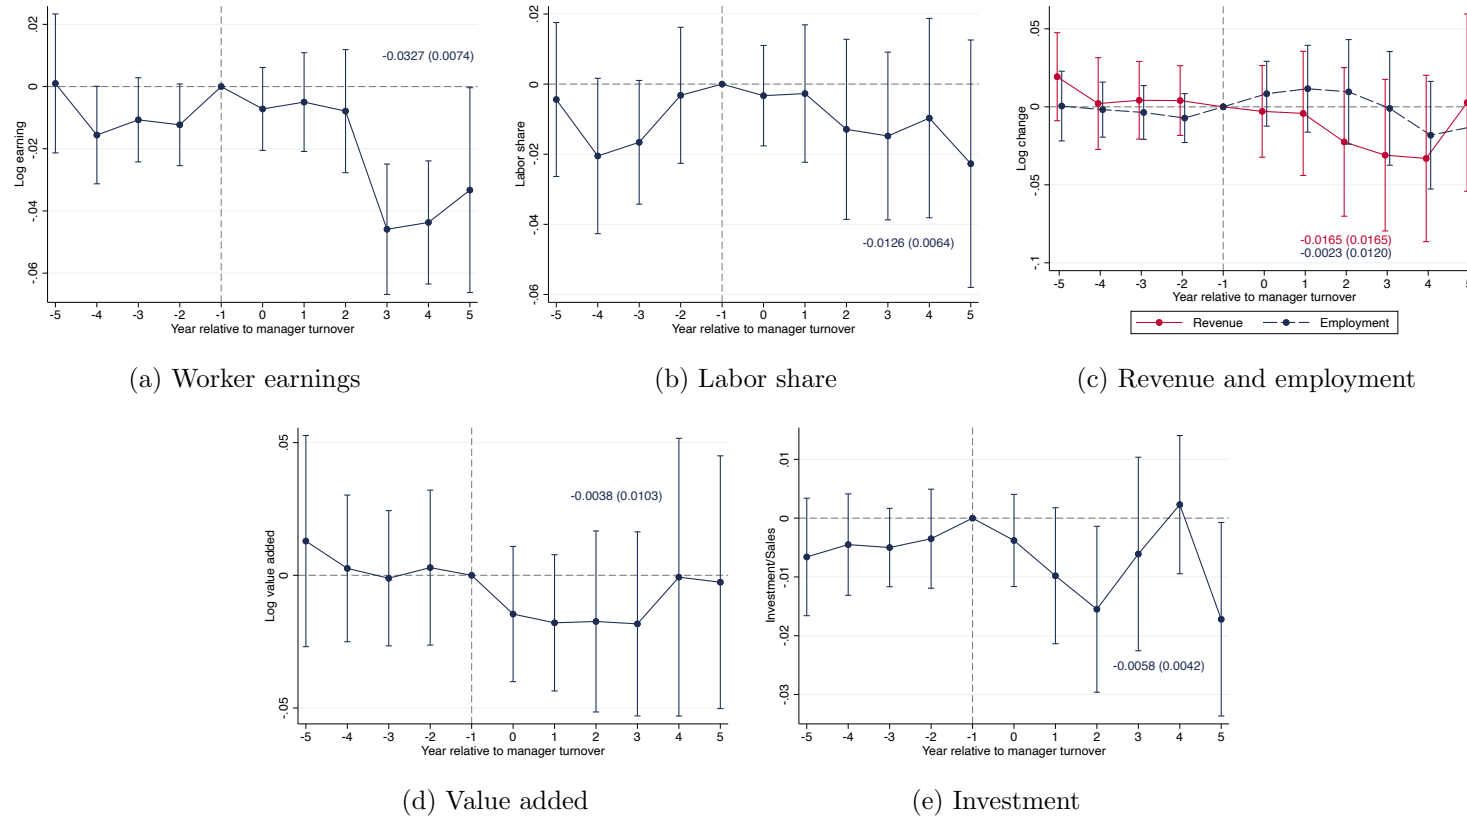 Log earning
.02
0
-.02
-.04
-.06
-0.0327 (0.0074)
-5 -4 -3 -2 -1 0 1 2 3 4 5
Year relative to manager turnover
(a) Worker earnings
Labor share
.02
0
-.02
-.04
-.06
-0.0126 (0.0064)
-5 -4 -3 -2 -1 0 1 2 3 4 5
Year relative to manager turnover
(b) Labor share
Log change
.05
0
-.05
-.1
-0.0165 (0.0165)
-0.0023 (0.0120)
-5 -4 -3 -2 -1 0 1 2 3 4
Year relative to manager turnover
Revenue Employment
(c) Revenue and employment
Log value added
.05
0
-.05
-0.0038 (0.0103)
-5 -4 -3 -2 -1 0 1 2 3 4 5
Year relative to manager turnover
(d) Value added
Investment/Sales
.01
0
-.01
-.02
-.03
-0.0058 (0.0042)
-5 -4 -3 -2 -1 0 1 2 3 4 5
Year relative to manager turnover
(e) Investment